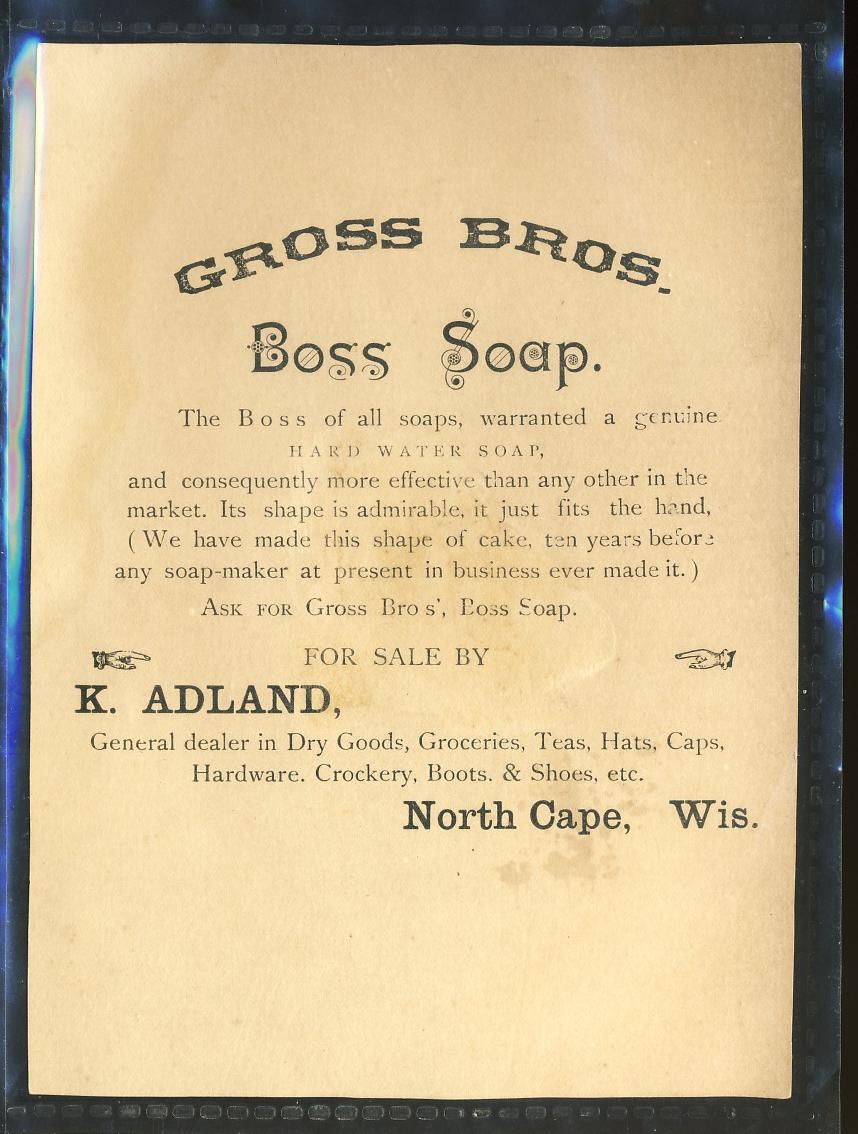 GROSS BROS.
Boss Soap.
The Boss of all soaps, warranted a genuine
HARD WATER SOAP,
and consequently more effective than any other in the
market. Its shape is admirable, it just fits the hand,
( We have made this shape of cake, ten years before
any soap-maker at present in business ever made it. )
ASK FOR Gross Bros', Boss Soap.
FOR SALE BY
K. ADLAND,
General dealer in Dry Goods, Groceries, Teas, Hats, Caps,
Hardware. Crockery, Boots. & Shoes, etc.
North Cape, Wis.